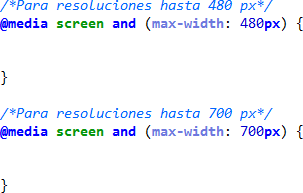 /*Para resoluciones hasta 480 px*/
@media screen and (max-width: 480px) {
}
/*Para resoluciones hasta 700 px*/
@media screen and (max-width: 700px) {
}